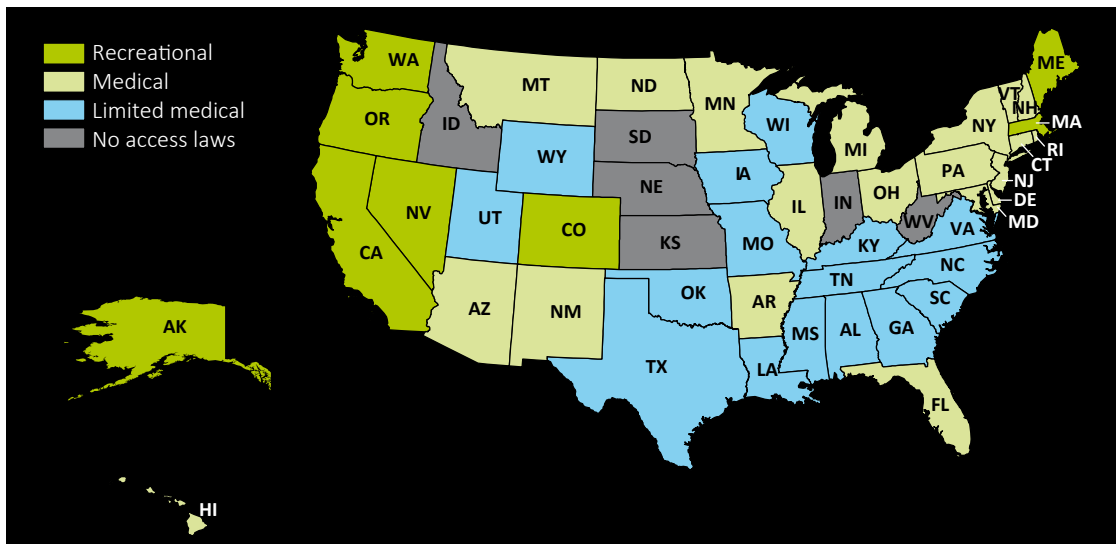 Recreational
Medical
Limited medical
No access laws
WA
MT
ND
MN
ME
VT
NH
OR
ID
SD
WI
NY
MA
WY
MI
RI
CT
IA
PA
NE
NJ
NV
UT
IL
IN
OH
DE
CO
WV
MD
CA
KS
MO
KY
VA
TN
NC
OK
AZ
NM
AR
SC
AK
MS
AL
GA
TX
LA
FL
HI